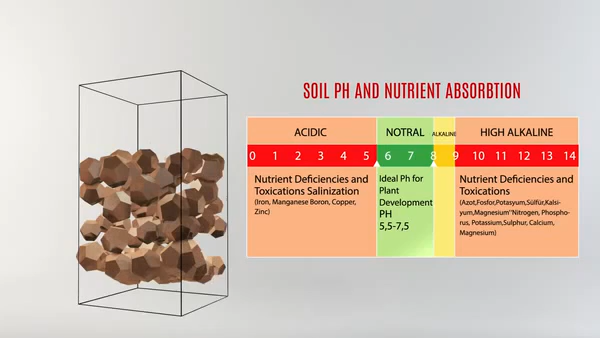 SOIL PH AND NUTRIENT ABSORBTION
ACIDIC NOTRAL ALKALINE HIGH ALKALINE
0 1 2 3 4 5 6 7 8 9 10 11 12 13 14
Nutrient Deficiencies and
Toxications Salinization
(Iron, Manganese Boron, Copper,
Zinc)
Ideal Ph for
Plant
Development
PH
5,5-7,5
Nutrient Deficiencies and
Toxications
(Azot,Fosfor,Potasyum,Sülfür,Kalsi-
yum,Magnesium"Nitrogen, Phospho-
rus, Potassium,Sulphur, Calcium,
Magnesium)